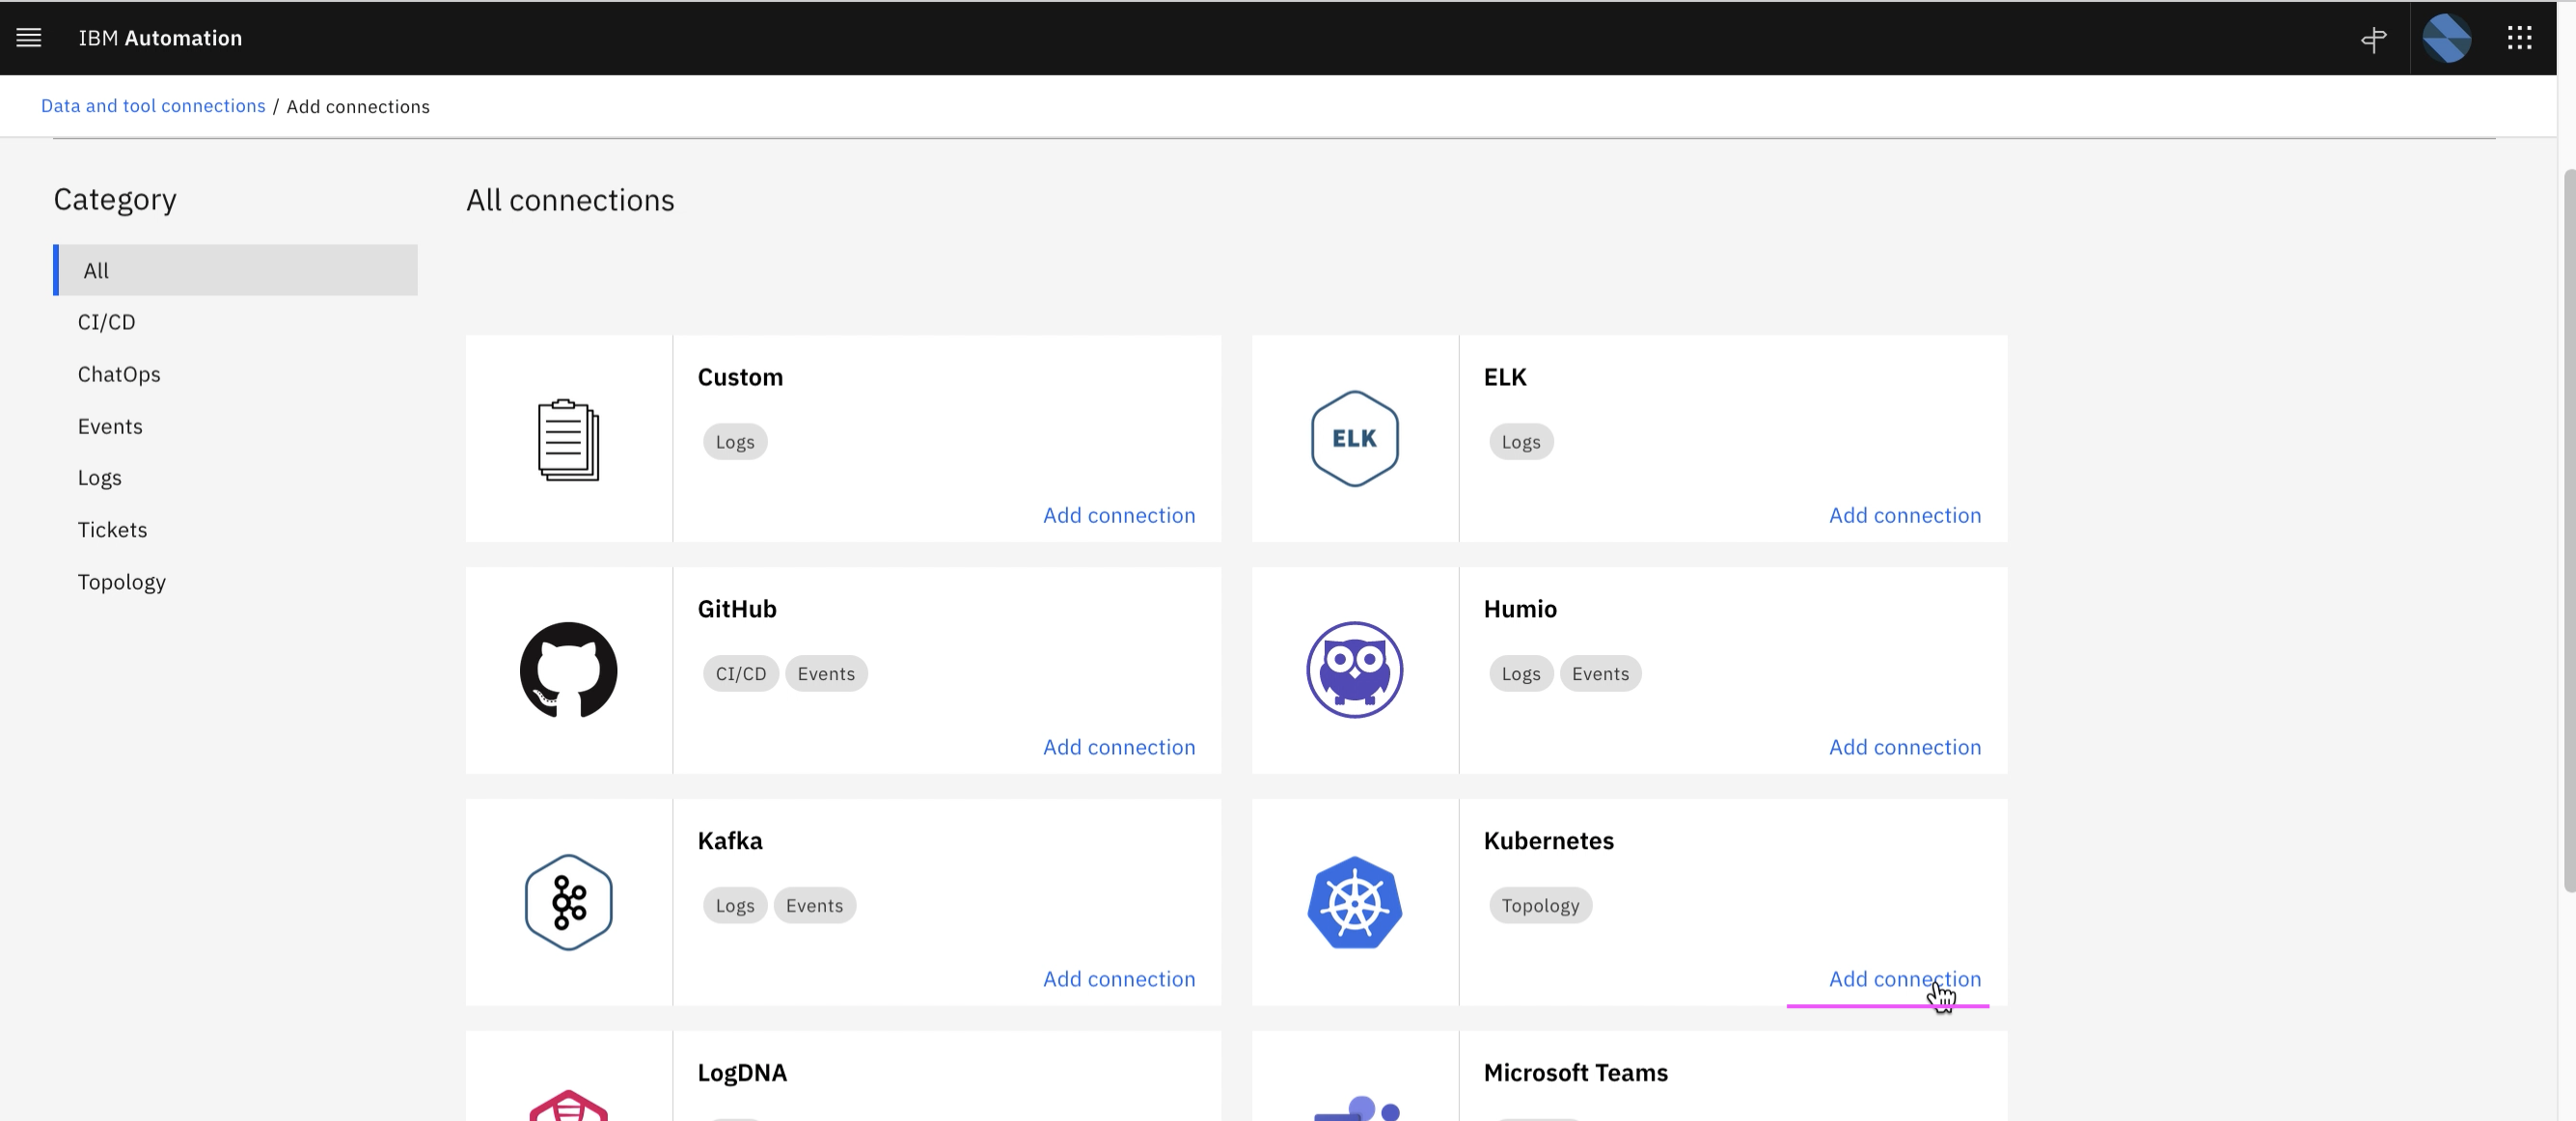 IBM Automation
Data and tool connections / Add connections
Category
All
CI/CD
ChatOps
Events
Logs
Tickets
Topology
All connections
Custom
Logs
Add connection
ELK
ELK
Logs
Add connection
GitHub
CI/CD Events
Add connection
Humio
Logs Events
Add connection
Kafka
Logs Events
Add connection
Kubernetes
Topology
Add connection
LogDNA
Microsoft Teams